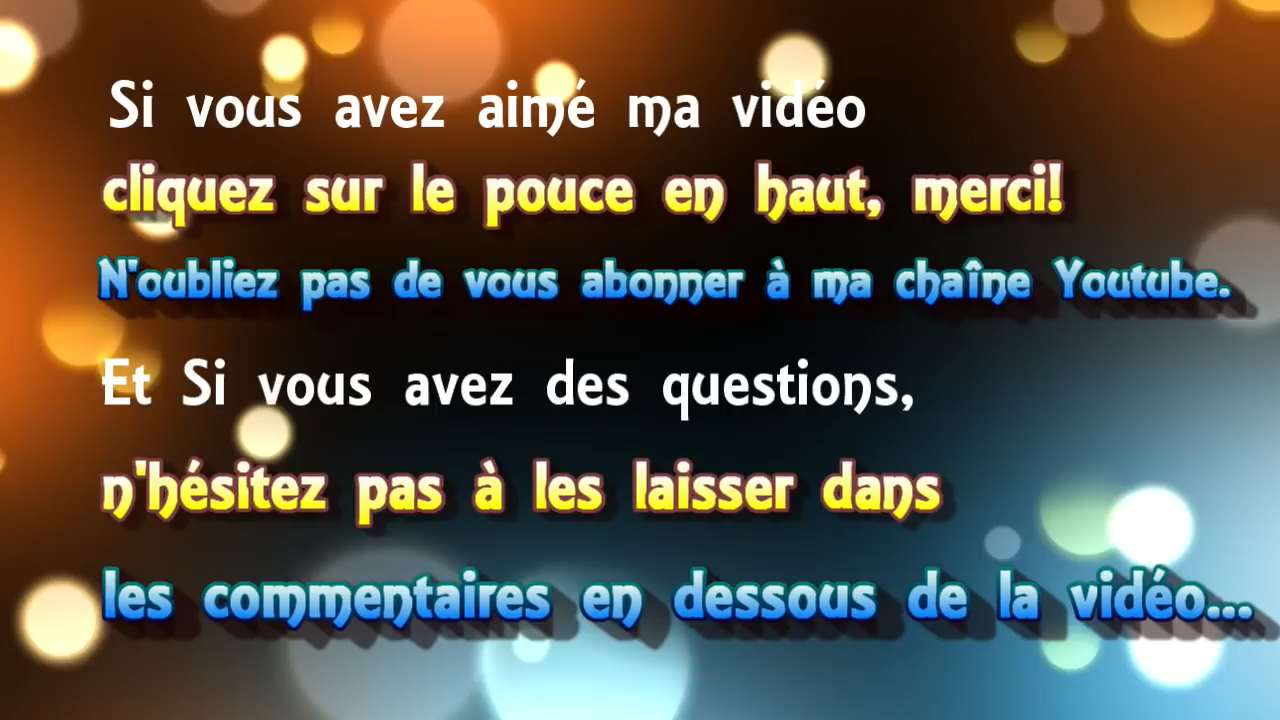 Si vous avez aimé ma vidéo
cliquez sur le pouce en haut, merci!
N'oubliez pas de vous abonner à ma chaîne Youtube.
Et Si vous avez des questions,
n'hésitez pas à les laisser dans
les commentaires en dessous de la vidéo...